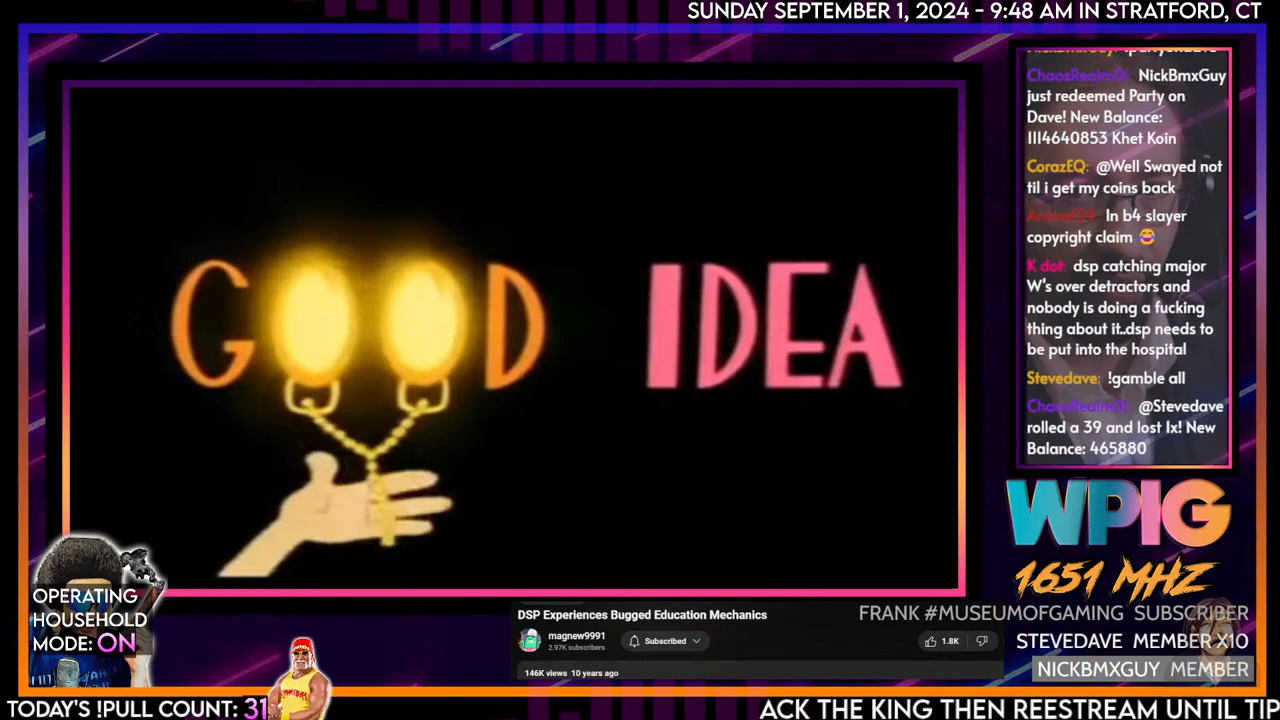 SUNDAY SEPTEMBER 1, 2024 - 9:48 AM IN STRATFORD, CT
ChaosRealm01: NickBmxGuy
just redeemed Party on
Dave! New Balance:
1114640853 Khet Koin
CorazEQ: @Well Swayed not
til i get my coins back
In b4 slayer
copyright claim 😂
K dot: dsp catching major
W's over detractors and
nobody is doing a fucking
thing about it..dsp needs to
be put into the hospital
Stevedave: !gamble all
ChaosRealm01: @Stevedave
rolled a 39 and lost 1x! New
Balance: 465880
GOOD IDEA
WPIG
1651 MHZ
OPERATING
HOUSEHOLD
MODE: ON
DSP Experiences Bugged Education Mechanics
magnew9991
2.97K subscribers
Subscribed
1.8K
146K views 10 years ago
FRANK #MUSEUMOFGAMING SUBSCRIBER
STEVEDAVE MEMBER X10
NICKBMXGUY MEMBER
TODAY'S !PULL COUNT: 31
ACK THE KING THEN REESTREAM UNTIL TIP